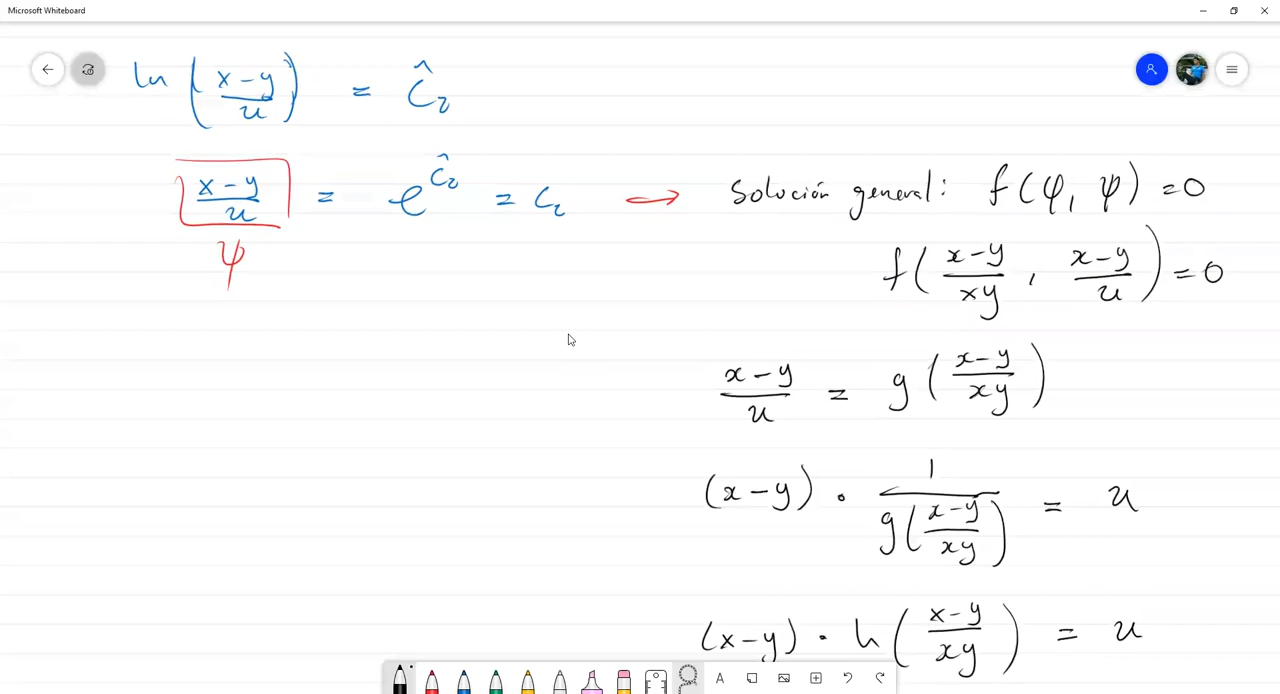 Microsoft Whiteboard
ln ( (x-y)/u ) = Ĉ₂
(x-y)/u = e^Ĉ₂ = C₂ → Solución general: f(φ, ψ) = 0
ψ
f( (x-y)/(xy) , (x-y)/u ) = 0
(x-y)/u = g( (x-y)/(xy) )
(x-y) · 1/g( (x-y)/(xy) ) = u
(x-y) · h( (x-y)/(xy) ) = u
A